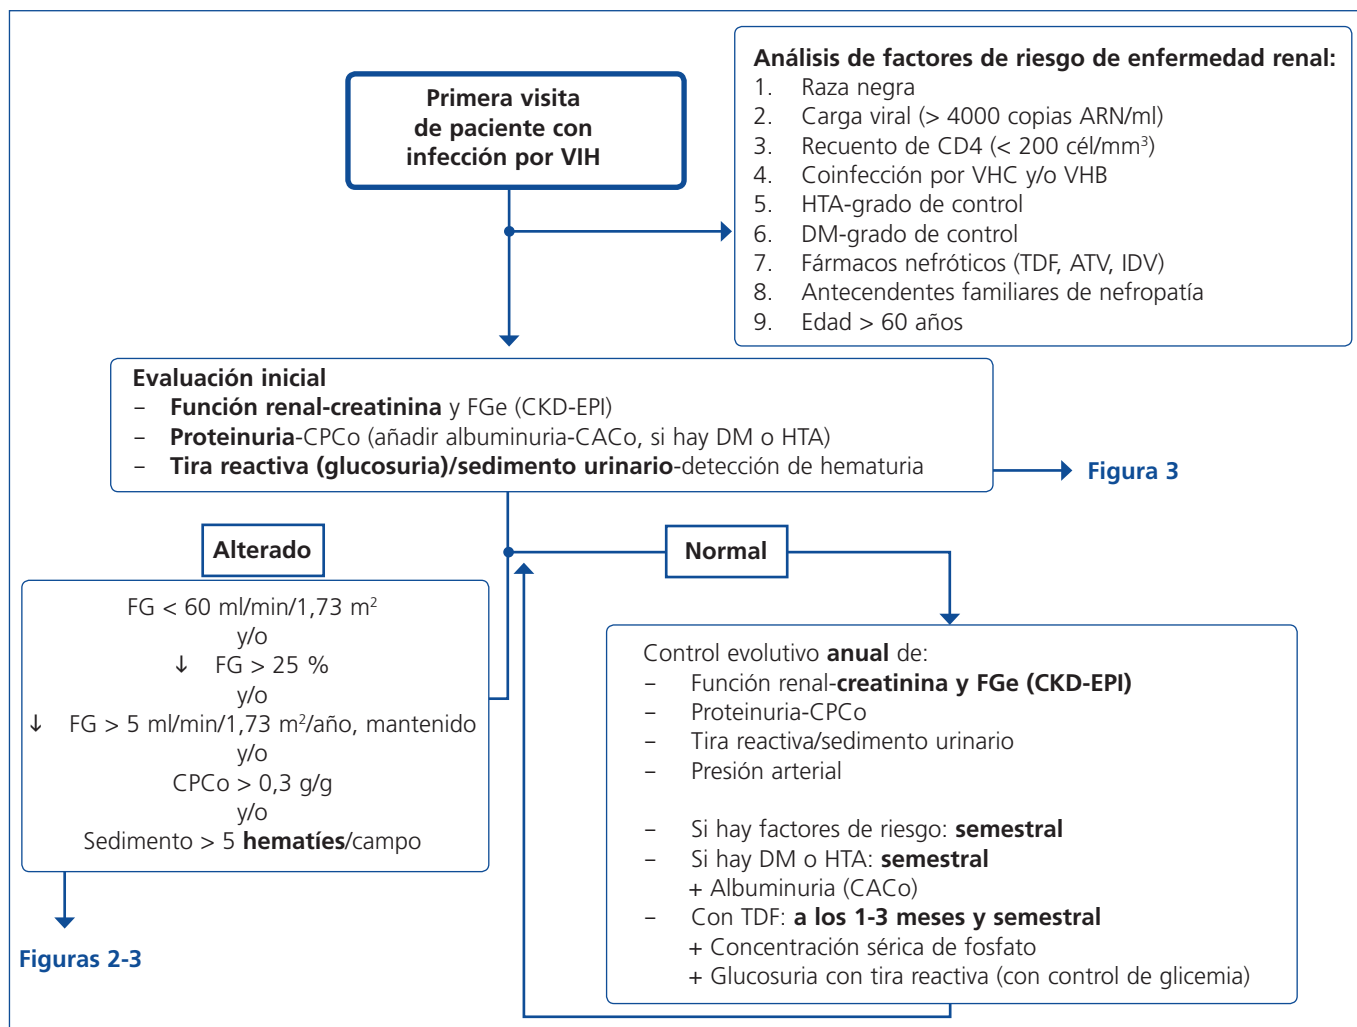 Primera visita
de paciente con
infección por VIH
Análisis de factores de riesgo de enfermedad renal:
1. Raza negra
2. Carga viral (> 4000 copias ARN/ml)
3. Recuento de CD4 (< 200 cél/mm³)
4. Coinfección por VHC y/o VHB
5. HTA-grado de control
6. DM-grado de control
7. Fármacos nefróticos (TDF, ATV, IDV)
8. Antecendentes familiares de nefropatía
9. Edad > 60 años
Evaluación inicial
– Función renal-creatinina y FGe (CKD-EPI)
– Proteinuria-CPCo (añadir albuminuria-CACo, si hay DM o HTA)
– Tira reactiva (glucosuria)/sedimento urinario-detección de hematuria
Figura 3
Alterado
FG < 60 ml/min/1,73 m²
y/o
↓ FG > 25 %
y/o
↓ FG > 5 ml/min/1,73 m²/año, mantenido
y/o
CPCo > 0,3 g/g
y/o
Sedimento > 5 hematíes/campo
Figuras 2-3
Normal
Control evolutivo anual de:
– Función renal-creatinina y FGe (CKD-EPI)
– Proteinuria-CPCo
– Tira reactiva/sedimento urinario
– Presión arterial
– Si hay factores de riesgo: semestral
– Si hay DM o HTA: semestral
+ Albuminuria (CACo)
– Con TDF: a los 1-3 meses y semestral
+ Concentración sérica de fosfato
+ Glucosuria con tira reactiva (con control de glicemia)